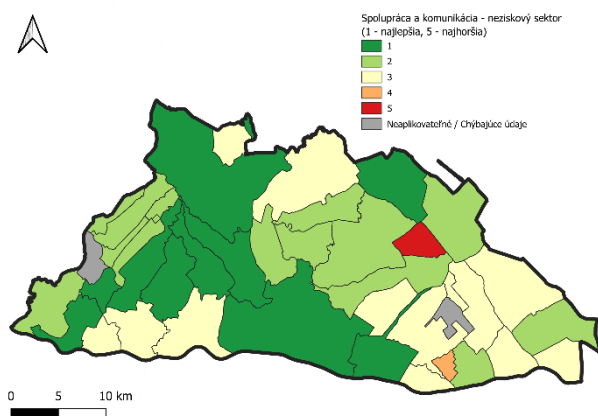 Spolupráca a komunikácia - neziskový sektor
(1 - najlepšia, 5 - najhoršia)
1
2
3
4
5
Neaplikovateľné / Chýbajúce údaje
0 5 10 km